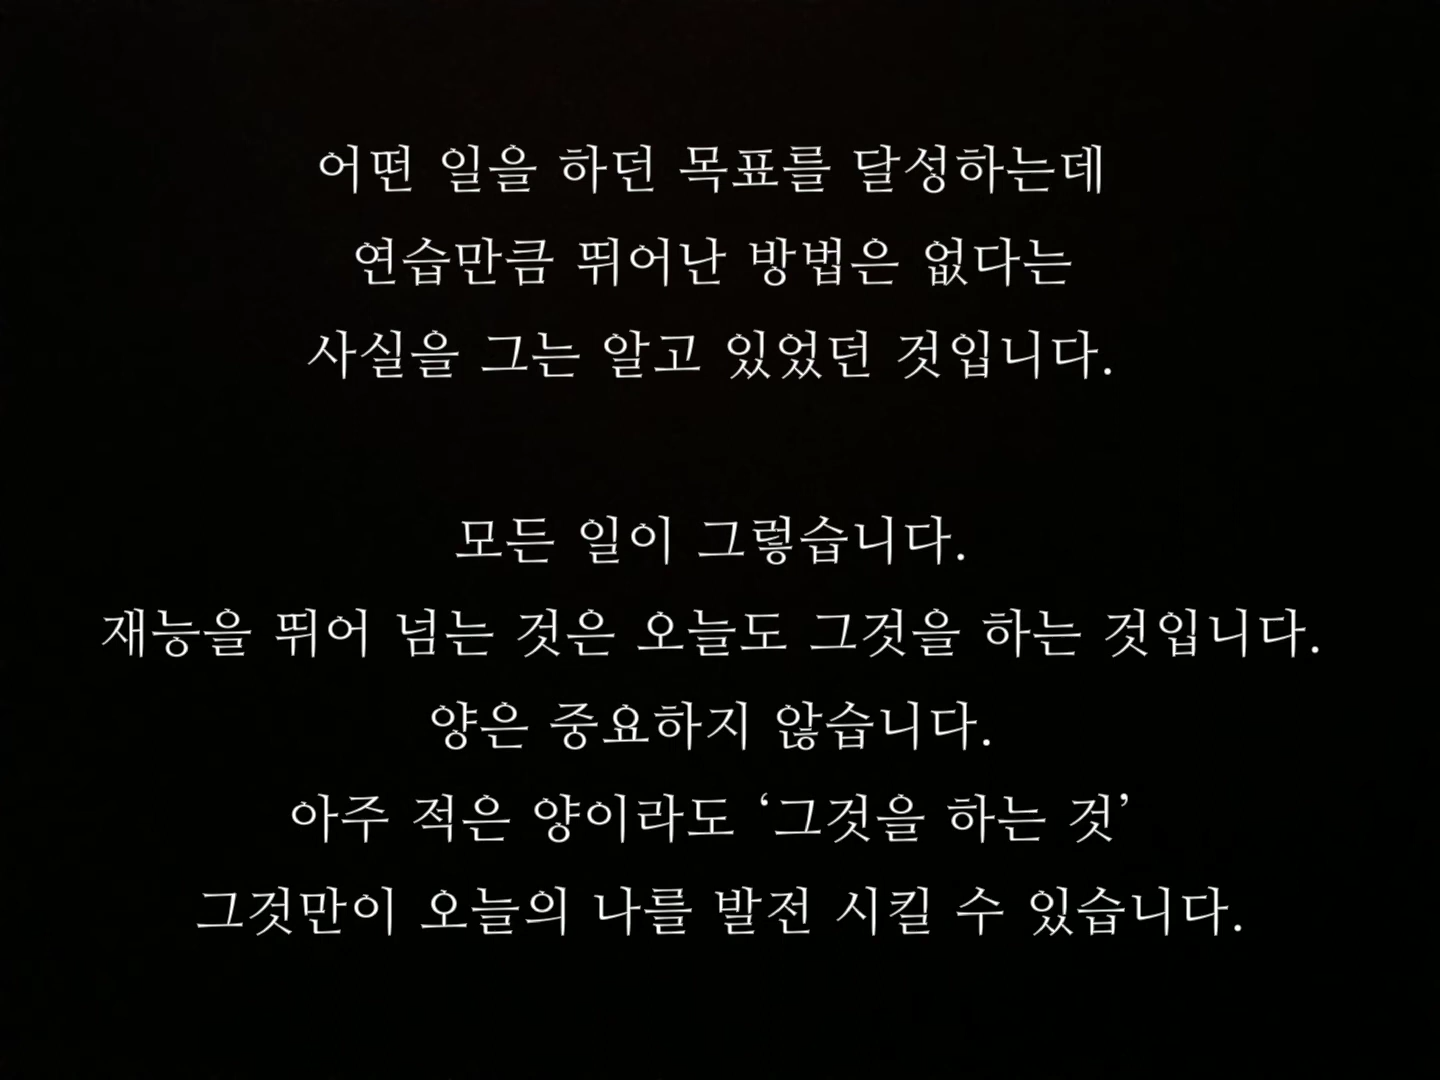 어떤 일을 하던 목표를 달성하는데
연습만큼 뛰어난 방법은 없다는
사실을 그는 알고 있었던 것입니다.
모든 일이 그렇습니다.
재능을 뛰어 넘는 것은 오늘도 그것을 하는 것입니다.
양은 중요하지 않습니다.
아주 적은 양이라도 ‘그것을 하는 것’
그것만이 오늘의 나를 발전 시킬 수 있습니다.